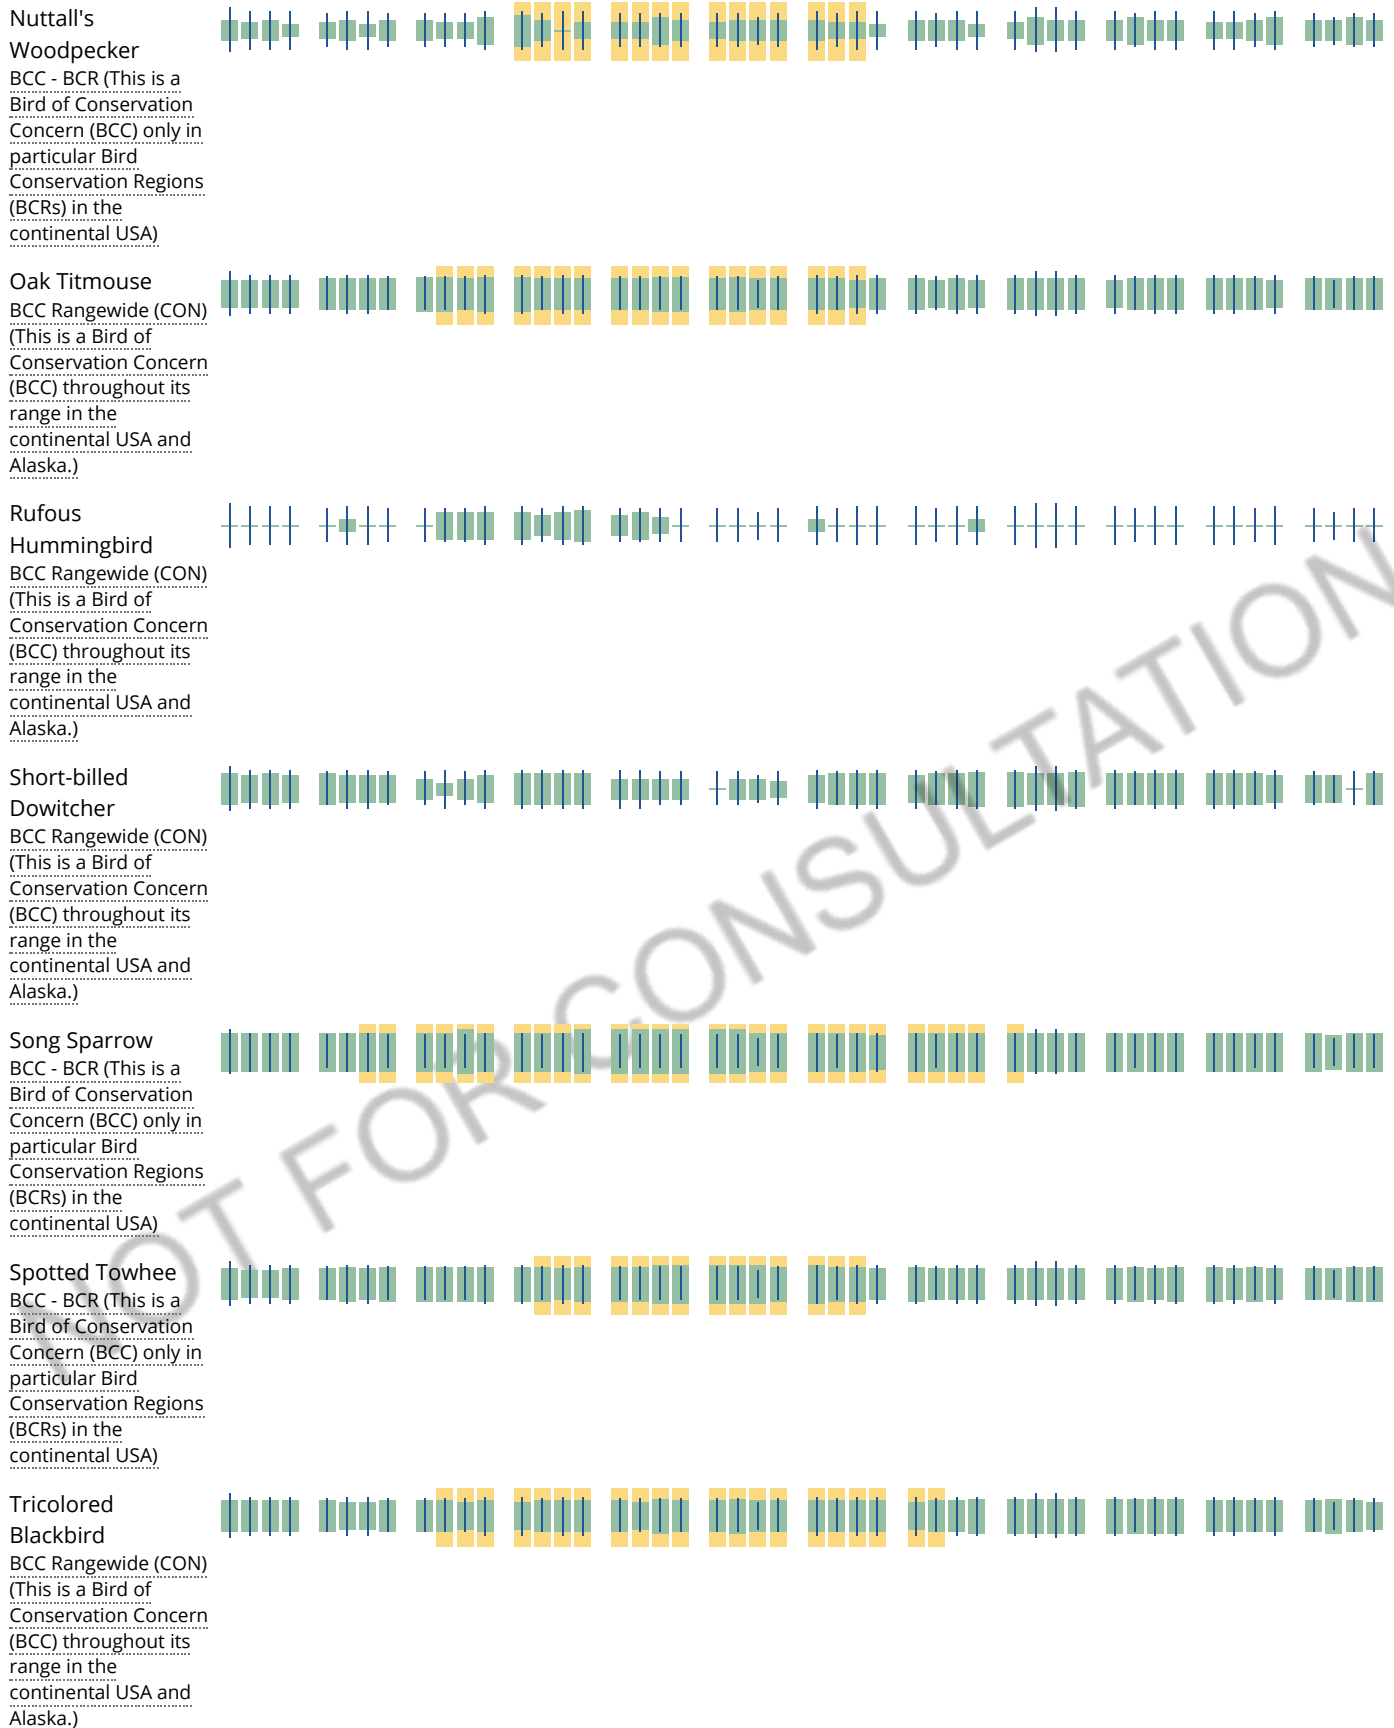 Nuttall's
Woodpecker
BCC - BCR (This is a
Bird of Conservation
Concern (BCC) only in
particular Bird
Conservation Regions
(BCRs) in the
continental USA)
Oak Titmouse
BCC Rangewide (CON)
(This is a Bird of
Conservation Concern
(BCC) throughout its
range in the
continental USA and
Alaska.)
Rufous
Hummingbird
BCC Rangewide (CON)
(This is a Bird of
Conservation Concern
(BCC) throughout its
range in the
continental USA and
Alaska.)
Short-billed
Dowitcher
BCC Rangewide (CON)
(This is a Bird of
Conservation Concern
(BCC) throughout its
range in the
continental USA and
Alaska.)
Song Sparrow
BCC - BCR (This is a
Bird of Conservation
Concern (BCC) only in
particular Bird
Conservation Regions
(BCRs) in the
continental USA)
Spotted Towhee
BCC - BCR (This is a
Bird of Conservation
Concern (BCC) only in
particular Bird
Conservation Regions
(BCRs) in the
continental USA)
Tricolored
Blackbird
BCC Rangewide (CON)
(This is a Bird of
Conservation Concern
(BCC) throughout its
range in the
continental USA and
Alaska.)
NOT FOR CONSULTATION